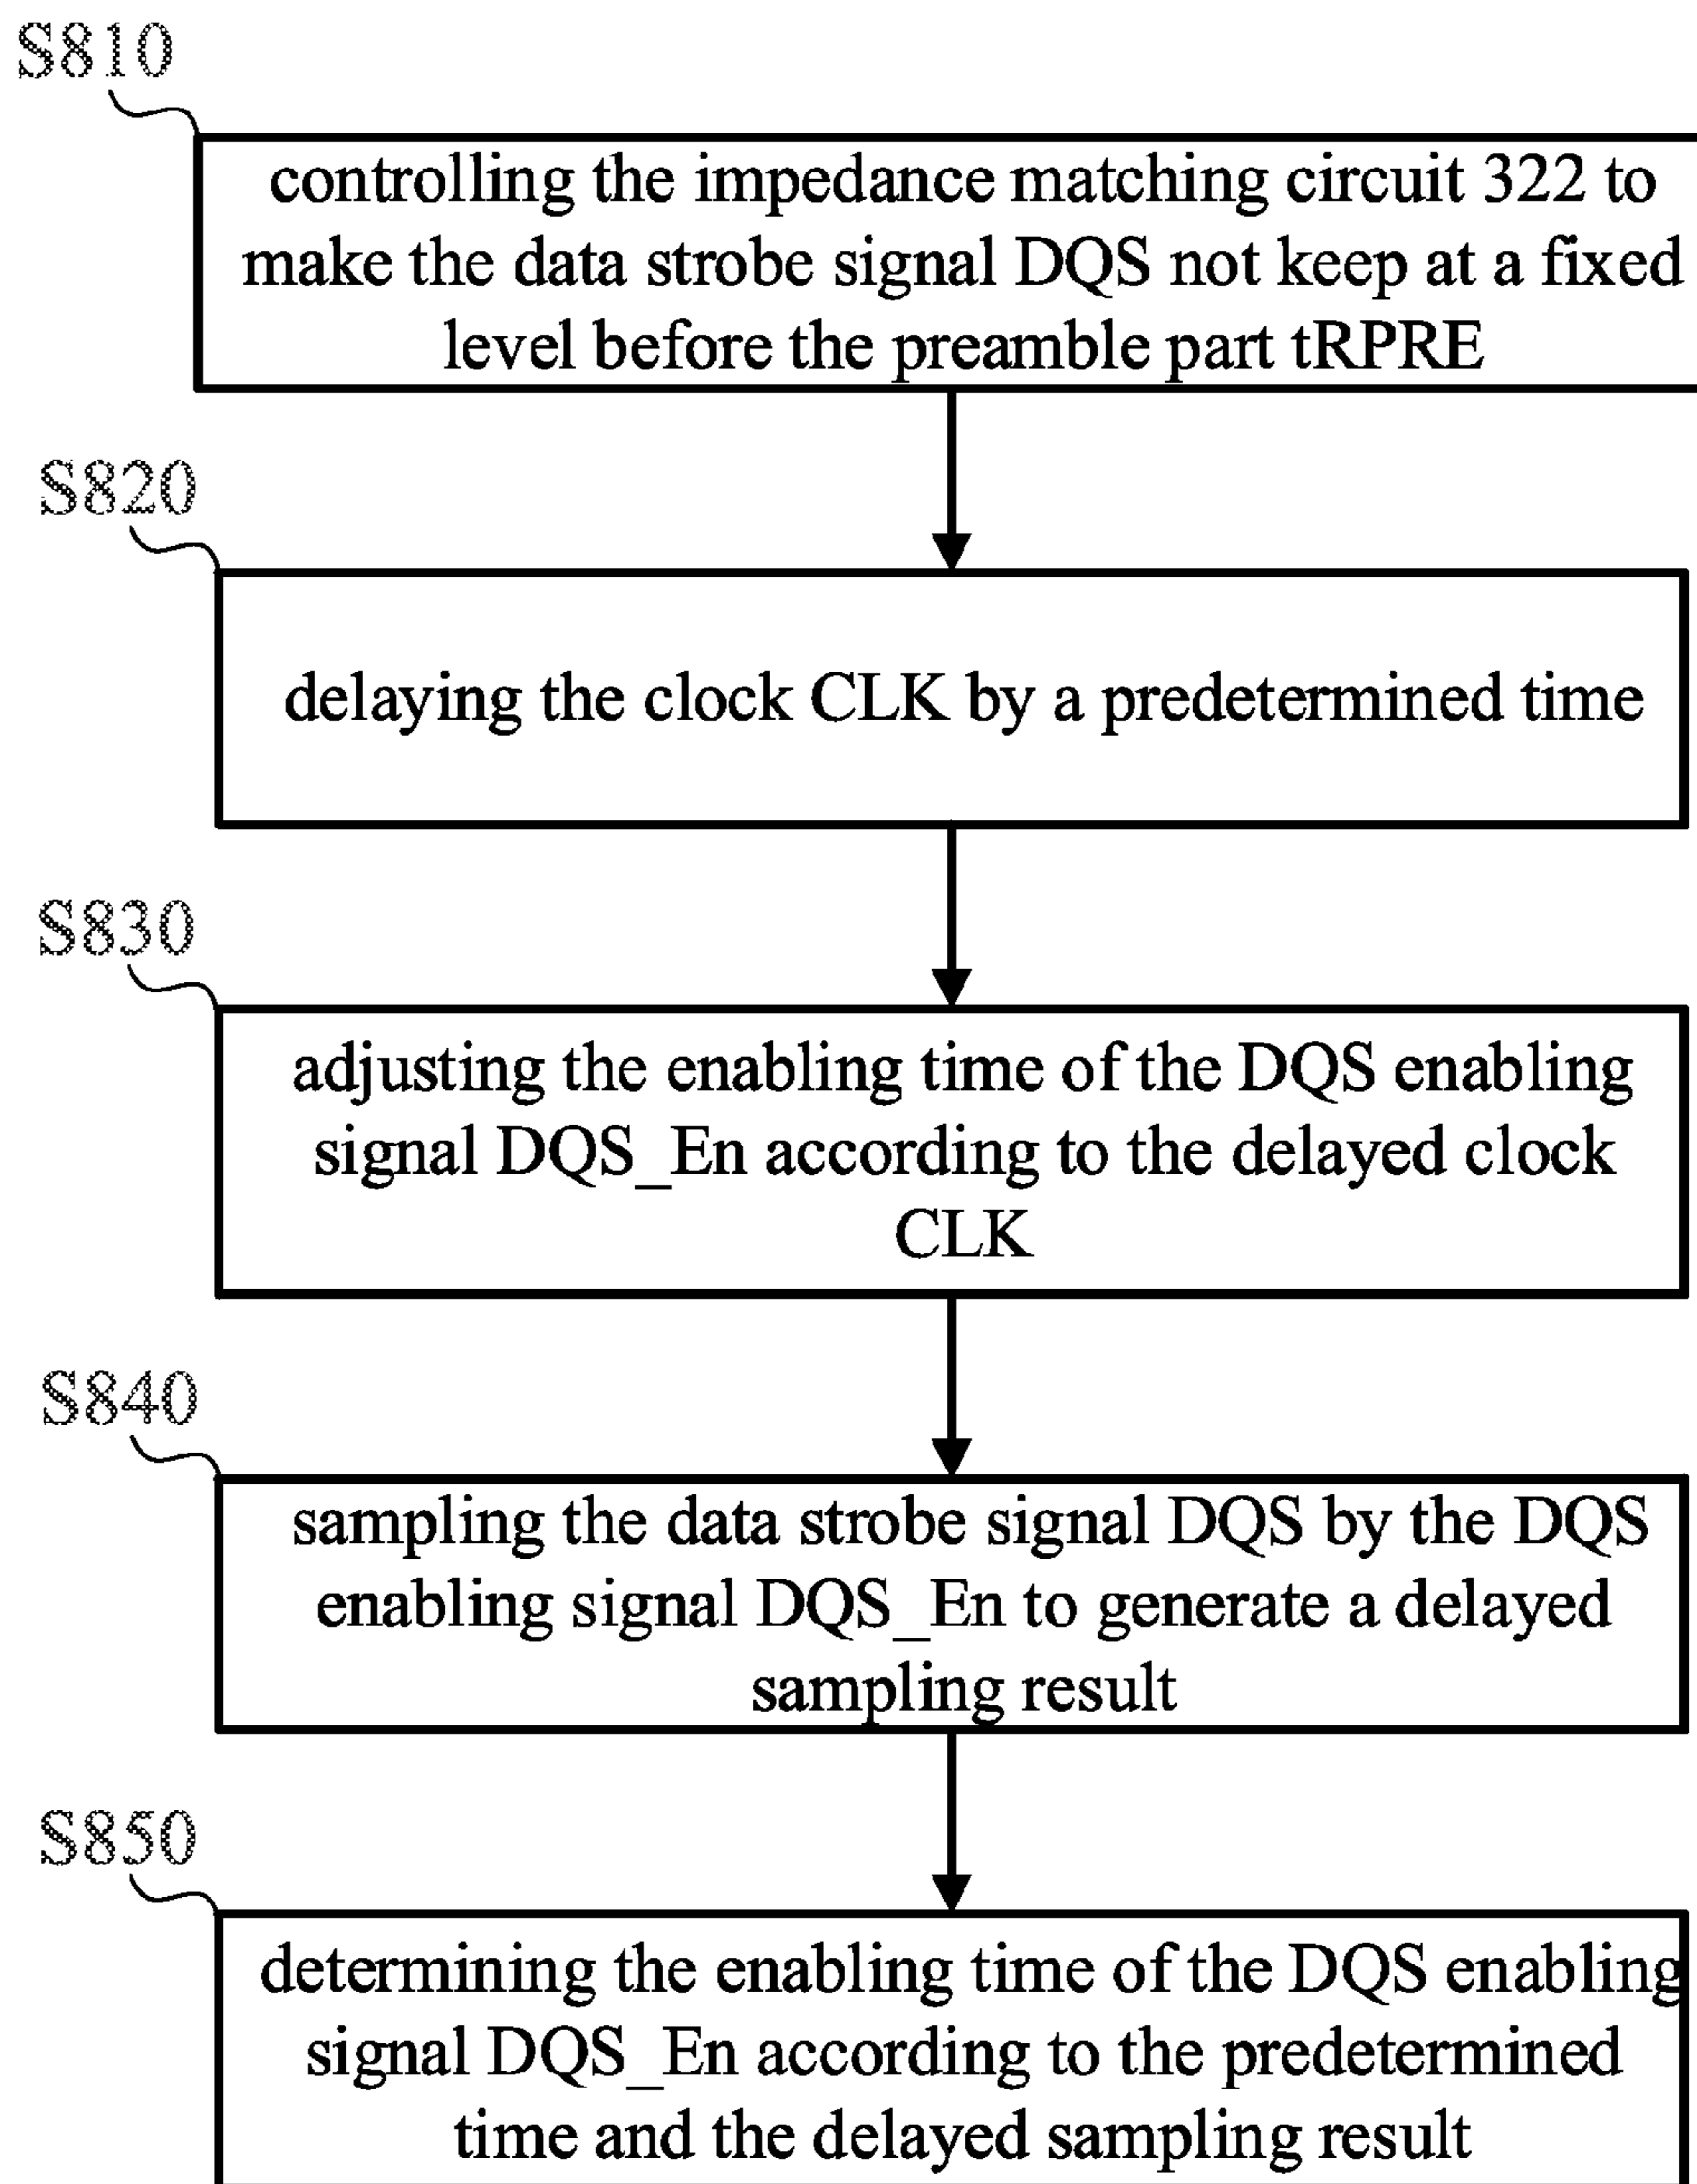 S810
controlling the impedance matching circuit 322 to
make the data strobe signal DQS not keep at a fixed
level before the preamble part tRPRE
S820
delaying the clock CLK by a predetermined time
S830
adjusting the enabling time of the DQS enabling
signal DQS_En according to the delayed clock
CLK
S840
sampling the data strobe signal DQS by the DQS
enabling signal DQS_En to generate a delayed
sampling result
S850
determining the enabling time of the DQS enabling
signal DQS_En according to the predetermined
time and the delayed sampling result